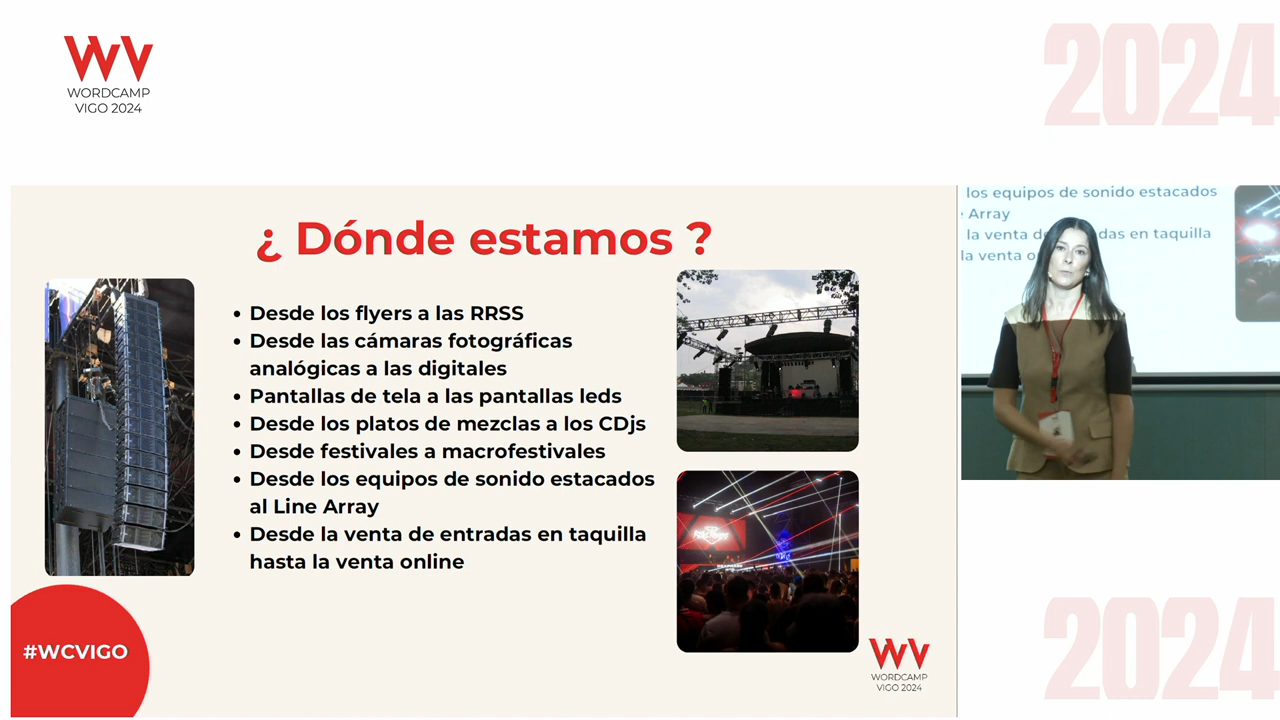 WORDCAMP
VIGO 2024
2024
¿ Dónde estamos ?
• Desde los flyers a las RRSS
• Desde las cámaras fotográficas
analógicas a las digitales
• Pantallas de tela a las pantallas leds
• Desde los platos de mezclas a los CDjs
• Desde festivales a macrofestivales
• Desde los equipos de sonido estacados
al Line Array
• Desde la venta de entradas en taquilla
hasta la venta online
#WCVIGO
WORDCAMP
VIGO 2024
los equipos de sonido estacados
Array
la venta de das en taquilla
la venta o
2024